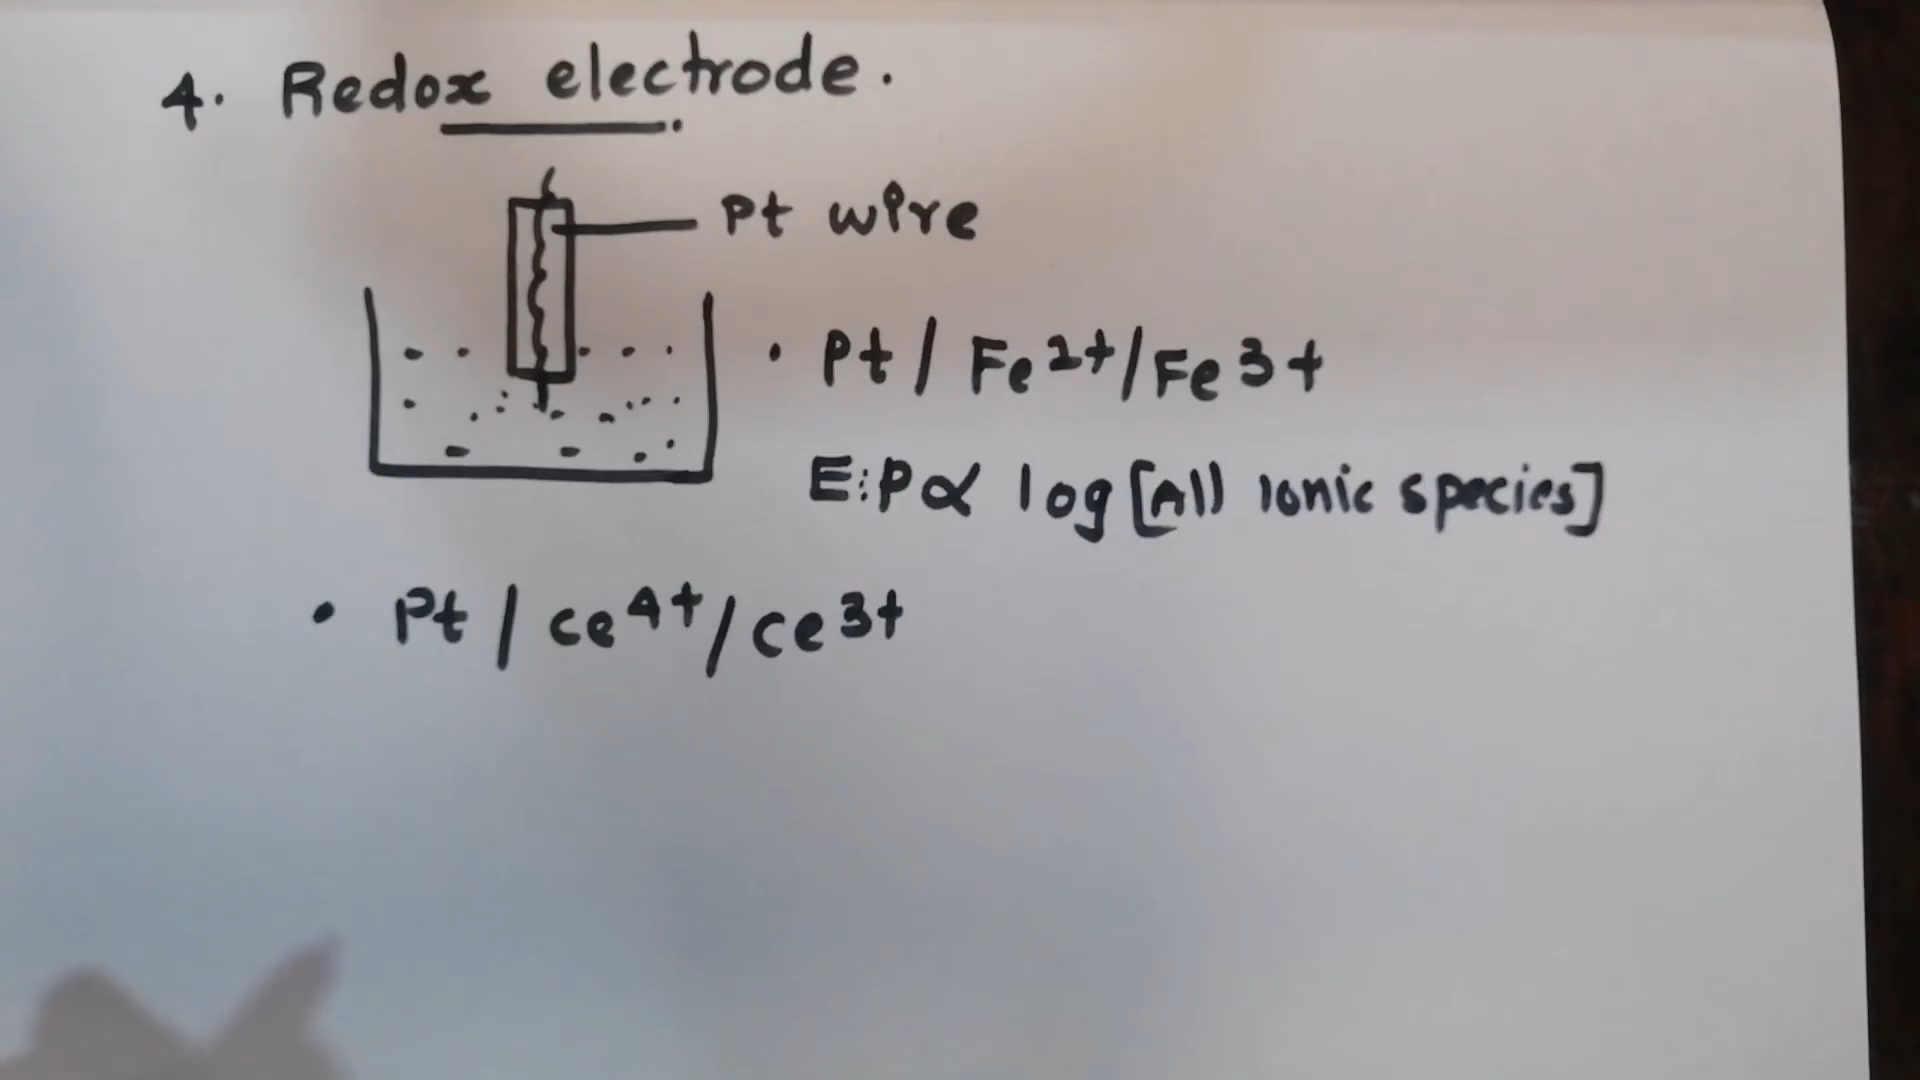 4. Redox electrode.
Pt wire
• Pt / Fe²⁺/Fe³⁺
E:P∝ log [All ionic species]
• Pt / Ce⁴⁺/Ce³⁺